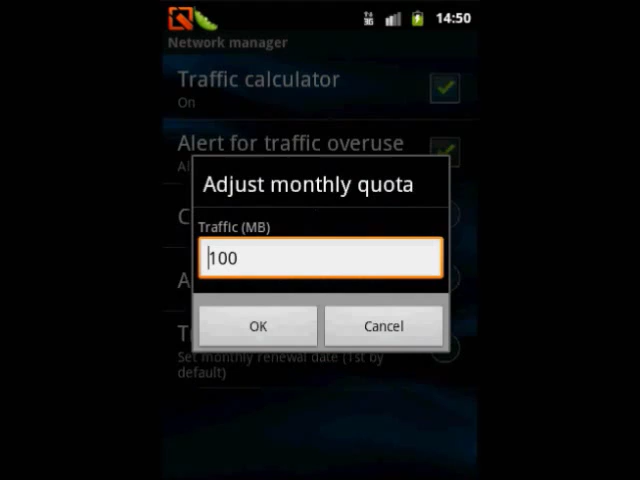 14:50
Network manager
Traffic calculator
On
Alert for traffic overuse
Adjust monthly quota
Traffic (MB)
100
OK
Cancel
Set monthly renewal date (1st by
default)